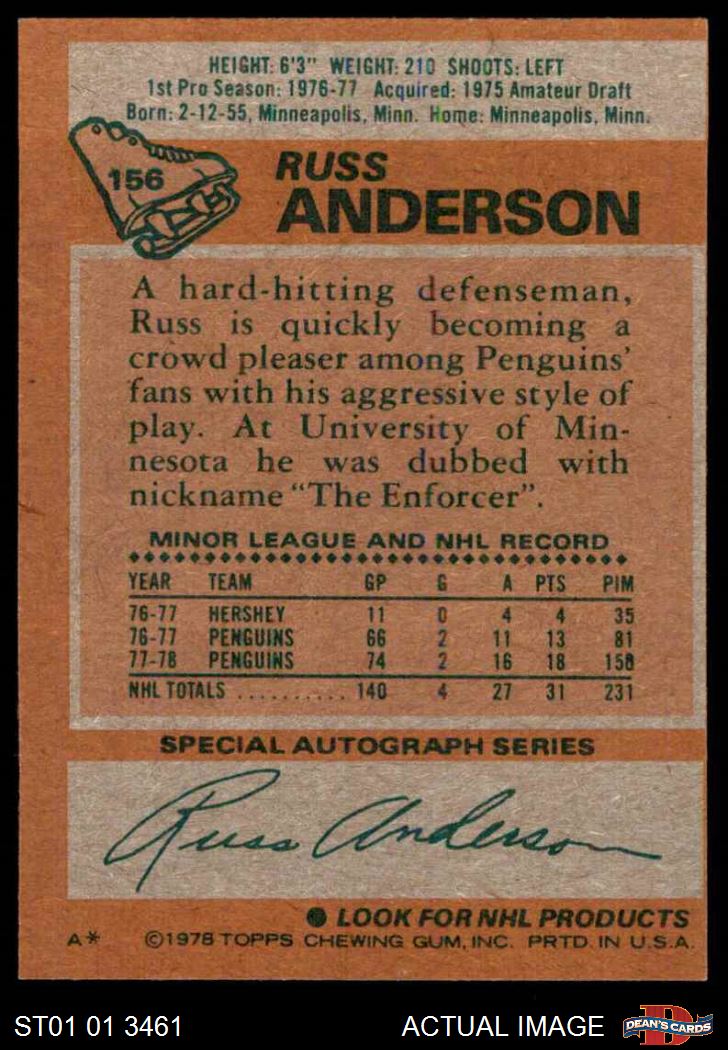 HEIGHT: 6'3" WEIGHT: 210 SHOOTS: LEFT
1st Pro Season: 1976-77 Acquired: 1975 Amateur Draft
Born: 2-12-55, Minneapolis, Minn. Home: Minneapolis, Minn.
156
RUSS
ANDERSON
A hard-hitting defenseman,
Russ is quickly becoming a
crowd pleaser among Penguins'
fans with his aggressive style of
play. At University of Min-
nesota he was dubbed with
nickname "The Enforcer".
MINOR LEAGUE AND NHL RECORD
YEAR TEAM GP G A PTS PIM
76-77 HERSHEY 11 0 4 4 35
76-77 PENGUINS 66 2 11 13 81
77-78 PENGUINS 74 2 16 18 150
NHL TOTALS .......... 140 4 27 31 231
SPECIAL AUTOGRAPH SERIES
Russ Anderson
LOOK FOR NHL PRODUCTS
A* ©1978 TOPPS CHEWING GUM, INC. PRTD. IN U.S.A.
ST01 01 3461 ACTUAL IMAGE D DEAN'S CARDS